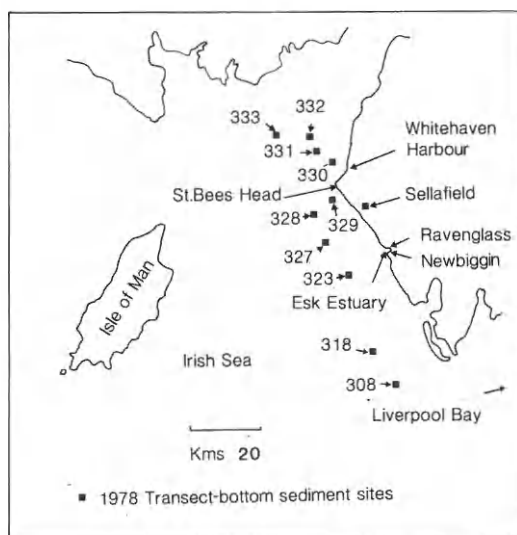 333
332
331
330
Whitehaven
Harbour
St.Bees Head
Sellafield
329
328
327
Ravenglass
Newbiggin
323
Esk Estuary
Isle of Man
Irish Sea
318
308
Liverpool Bay
Kms 20
■ 1978 Transect-bottom sediment sites